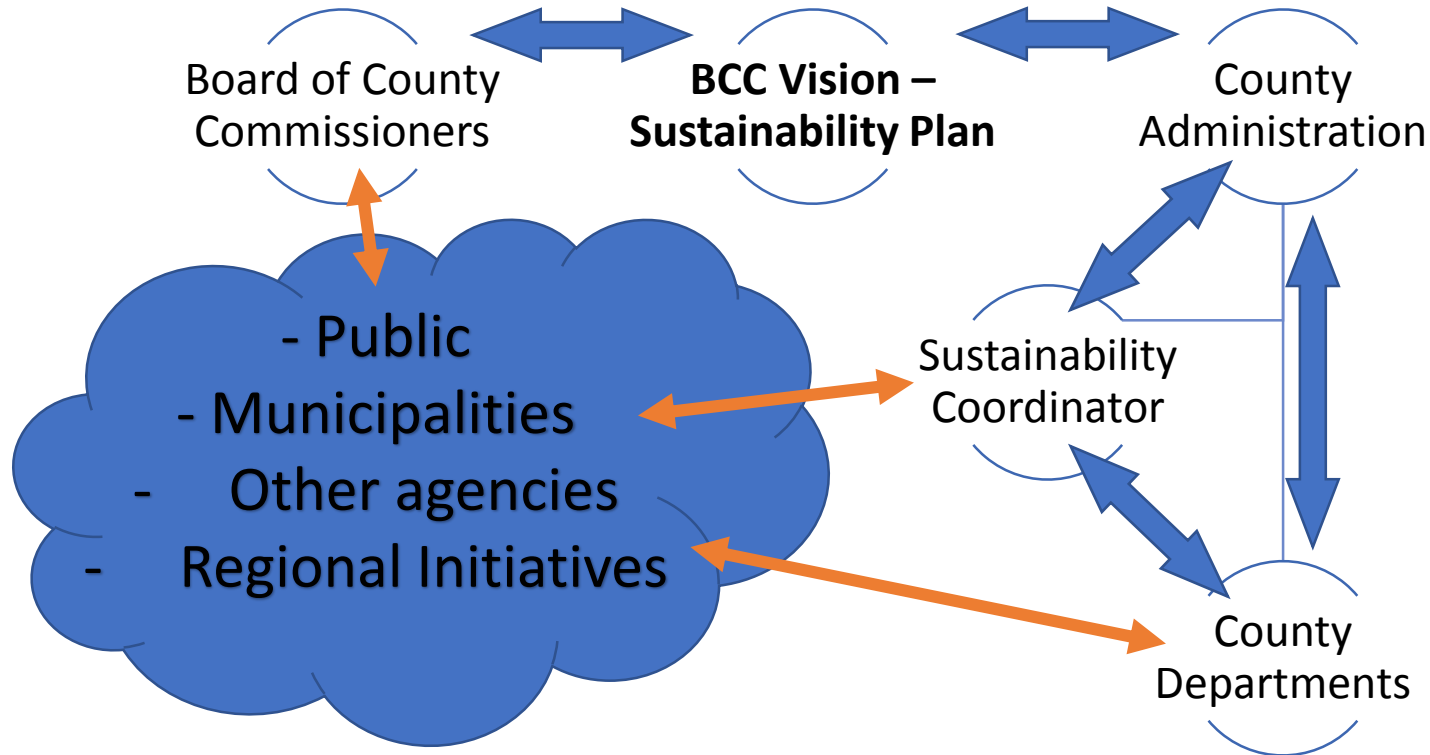 Board of County
Commissioners
BCC Vision –
Sustainability Plan
County
Administration
- Public
- Municipalities
- Other agencies
- Regional Initiatives
Sustainability
Coordinator
County
Departments